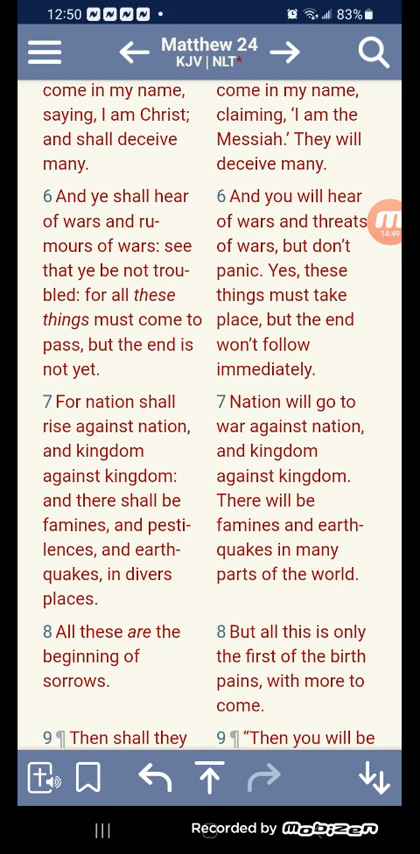 12:50
83%
Matthew 24
KJV | NLT*
come in my name,
saying, I am Christ;
and shall deceive
many.
6 And ye shall hear
of wars and ru-
mours of wars: see
that ye be not trou-
bled: for all these
things must come to
pass, but the end is
not yet.
7 For nation shall
rise against nation,
and kingdom
against kingdom:
and there shall be
famines, and pesti-
lences, and earth-
quakes, in divers
places.
8 All these are the
beginning of
sorrows.
9 ¶ Then shall they
come in my name,
claiming, ‘I am the
Messiah.’ They will
deceive many.
6 And you will hear
of wars and threats
of wars, but don’t
panic. Yes, these
things must take
place, but the end
won’t follow
immediately.
7 Nation will go to
war against nation,
and kingdom
against kingdom.
There will be
famines and earth-
quakes in many
parts of the world.
8 But all this is only
the first of the birth
pains, with more to
come.
9 ¶ “Then you will be
14:49
Recorded by mobizen